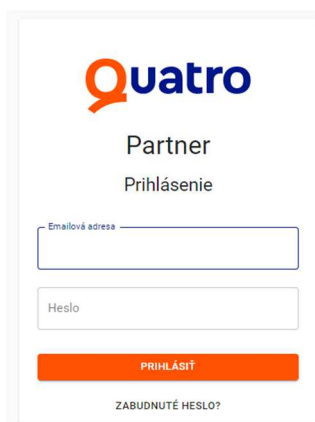 Quatro
Partner
Prihlásenie
Emailová adresa
Heslo
PRIHLÁSIŤ
ZABUDNUTÉ HESLO?